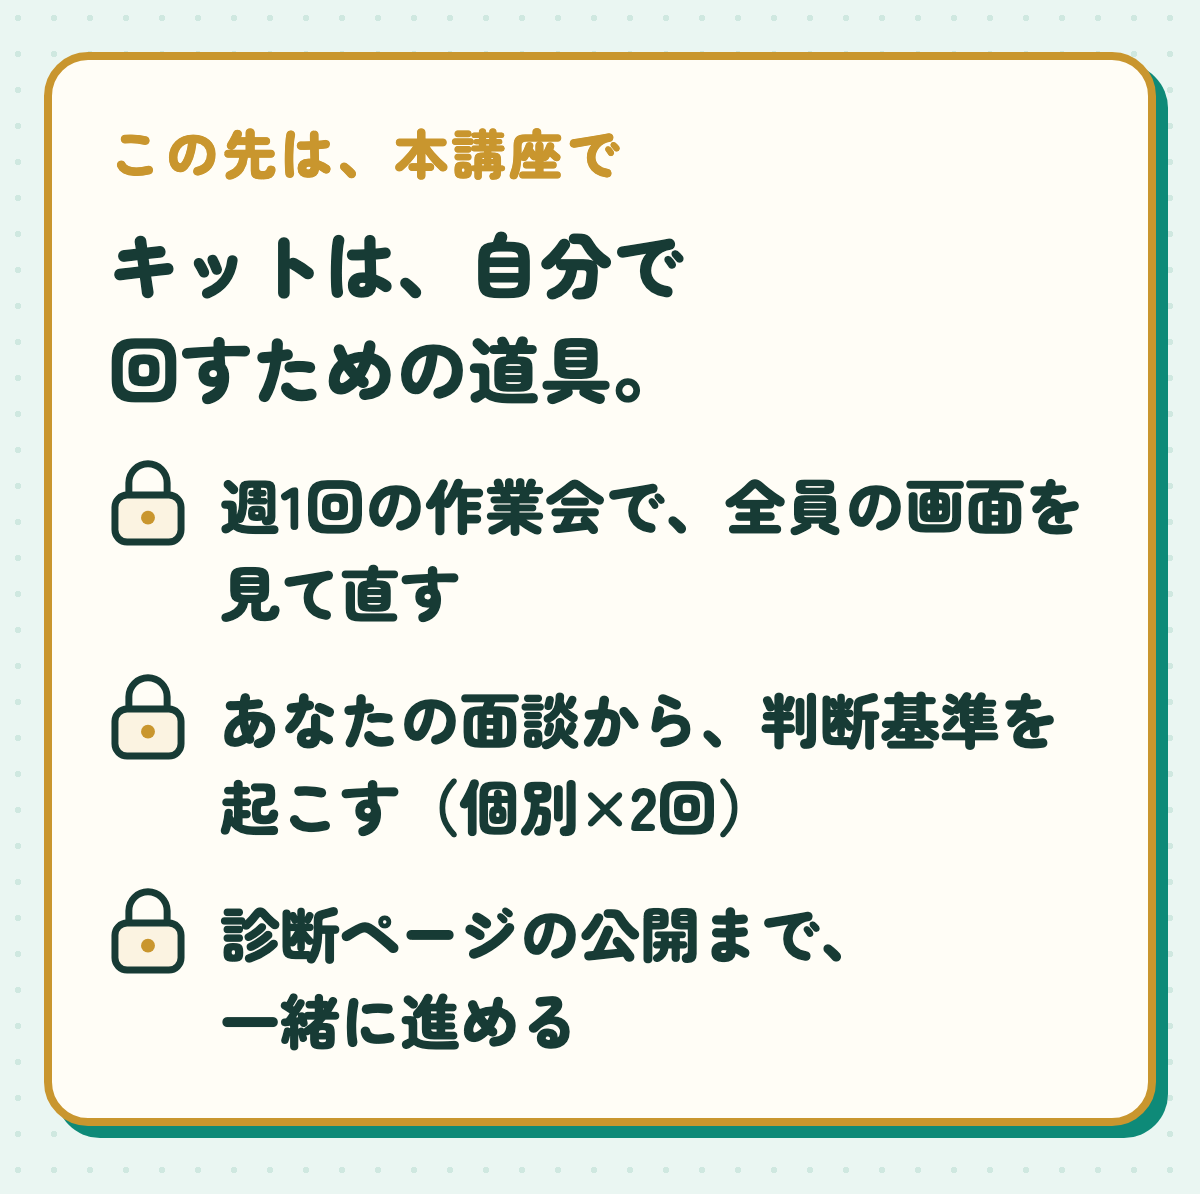 この先は、本講座で
キットは、自分で
回すための道具。
週1回の作業会で、全員の画面を
見て直す
あなたの面談から、判断基準を
起こす（個別×2回）
診断ページの公開まで、
一緒に進める